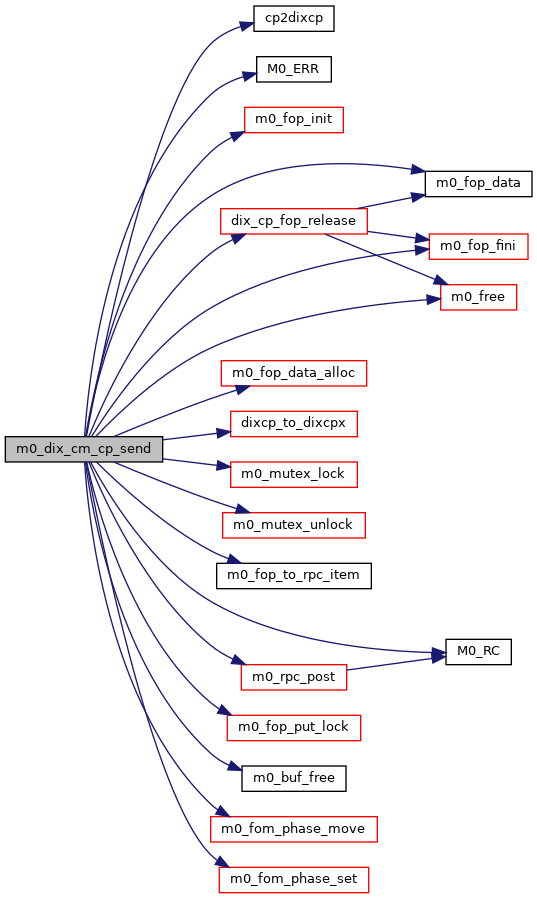 cp2dixcp
M0_ERR
m0_fop_init
m0_fop_data
dix_cp_fop_release
m0_fop_fini
m0_free
m0_fop_data_alloc
dixcp_to_dixcpx
m0_dix_cm_cp_send
m0_mutex_lock
m0_mutex_unlock
m0_fop_to_rpc_item
M0_RC
m0_rpc_post
m0_fop_put_lock
m0_buf_free
m0_fom_phase_move
m0_fom_phase_set